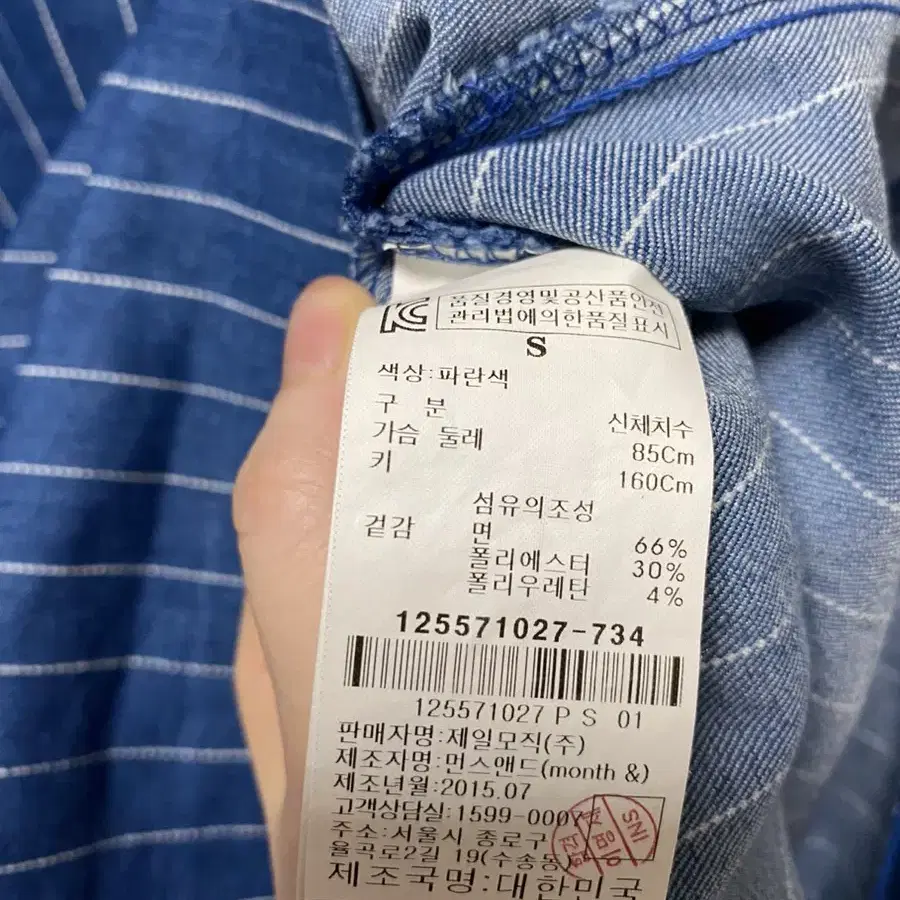 품질경영및공산품안전
관리법에의한품질표시
S
색상:파란색
구 분 신체치수
가슴 둘레 85Cm
키 160Cm
섬유의조성
겉감 면 66%
폴리에스터 30%
폴리우레탄 4%
125571027-734
125571027 P S 01
판매자명:제일모직(주)
제조자명:먼스앤드(month &)
제조년월:2015.07
고객상담실:1599-0007
주소:서울시 종로구
율곡로2길 19(수송동)
제조국명:대한민국
INS